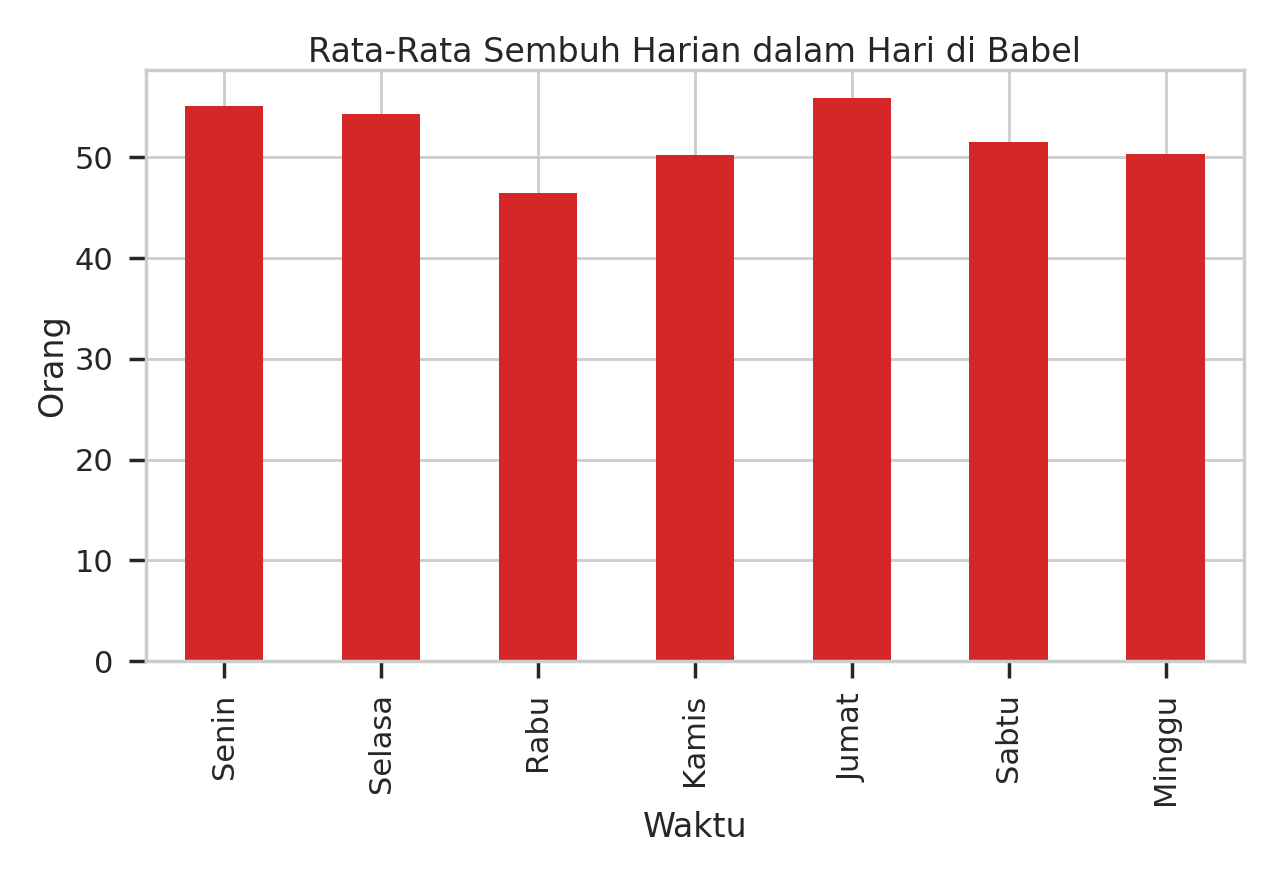 Rata-Rata Sembuh Harian dalam Hari di Babel
Orang
50
40
30
20
10
0
Senin
Selasa
Rabu
Kamis
Jumat
Sabtu
Minggu
Waktu